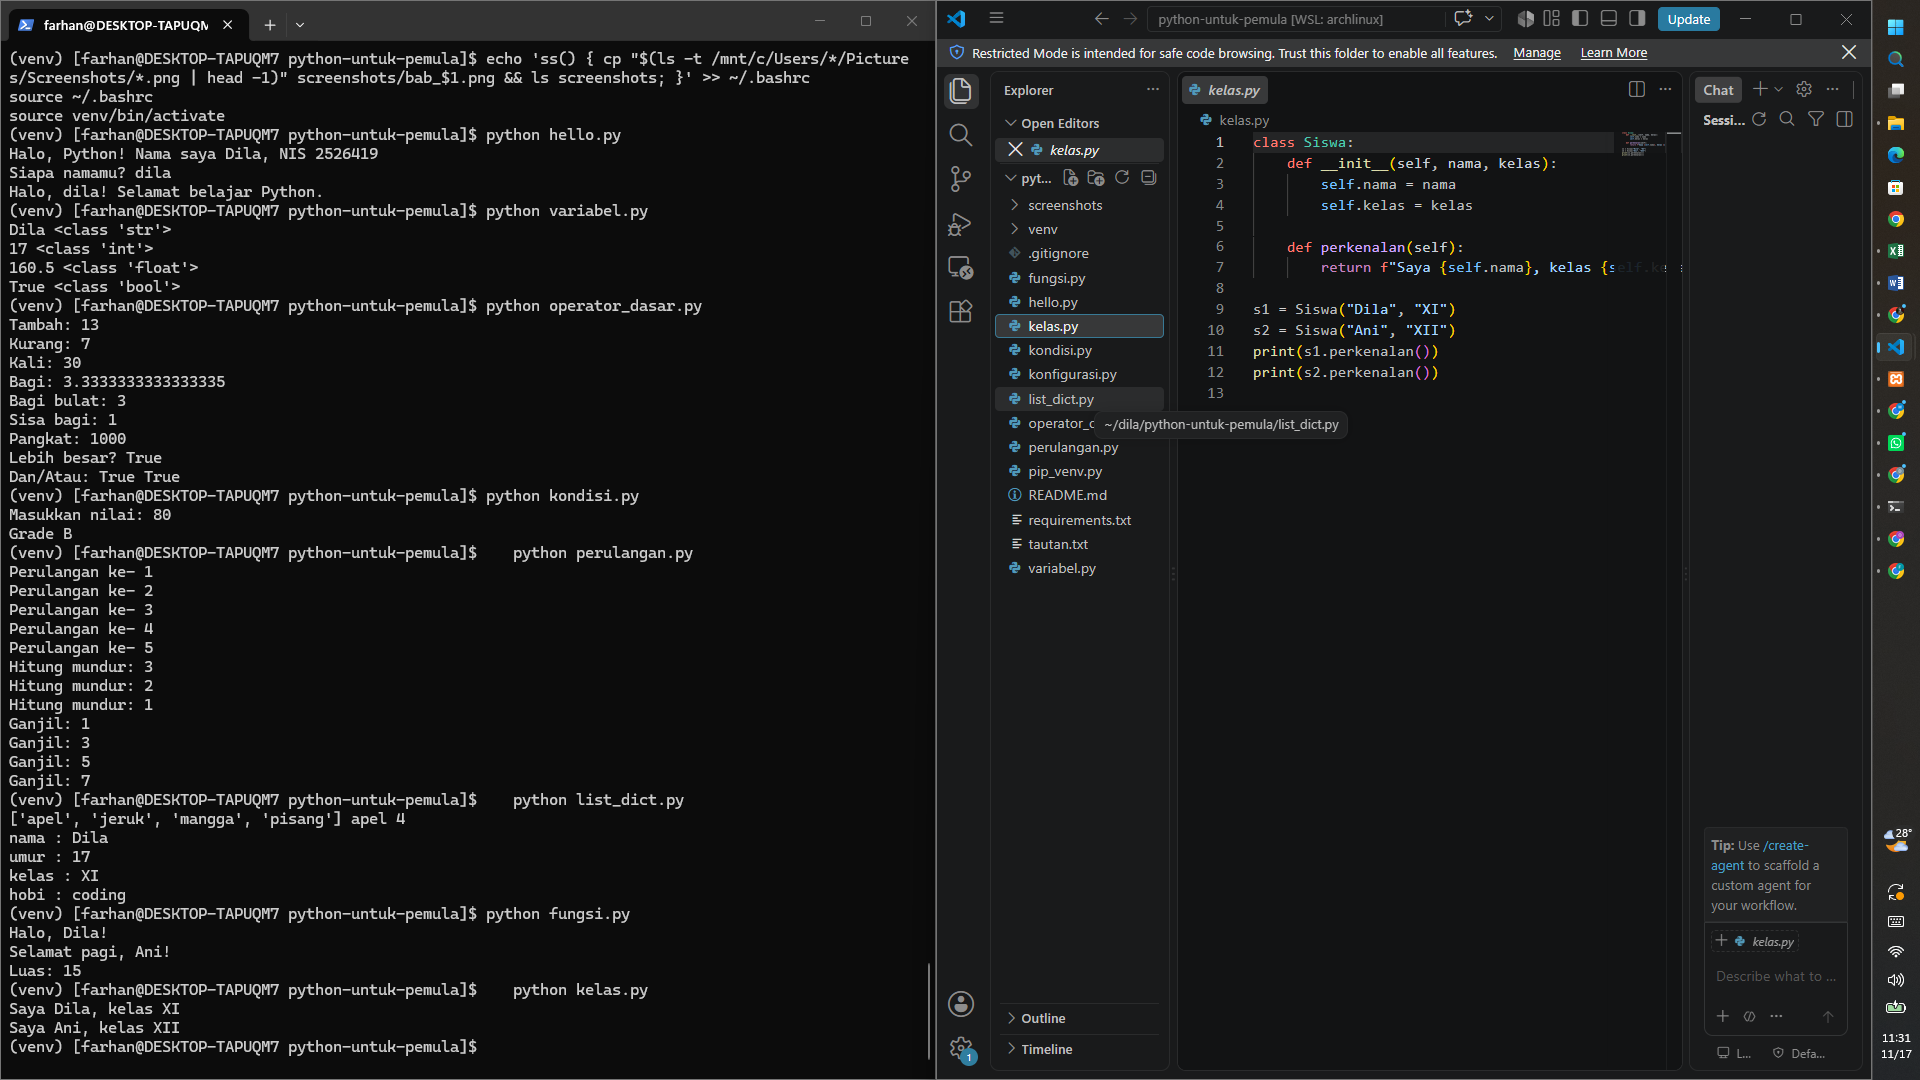 farhan@DESKTOP-TAPUQM
(venv) [farhan@DESKTOP-TAPUQM7 python-untuk-pemula]$ echo 'ss() { cp "$(ls -t /mnt/c/Users/*/Picture
s/Screenshots/*.png | head -1)" screenshots/bab_$1.png && ls screenshots; }' >> ~/.bashrc
source ~/.bashrc
source venv/bin/activate
(venv) [farhan@DESKTOP-TAPUQM7 python-untuk-pemula]$ python hello.py
Halo, Python! Nama saya Dila, NIS 2526419
Siapa namamu? dila
Halo, dila! Selamat belajar Python.
(venv) [farhan@DESKTOP-TAPUQM7 python-untuk-pemula]$ python variabel.py
Dila <class 'str'>
17 <class 'int'>
160.5 <class 'float'>
True <class 'bool'>
(venv) [farhan@DESKTOP-TAPUQM7 python-untuk-pemula]$ python operator_dasar.py
Tambah: 13
Kurang: 7
Kali: 30
Bagi: 3.3333333333333335
Bagi bulat: 3
Sisa bagi: 1
Pangkat: 1000
Lebih besar? True
Dan/Atau: True True
(venv) [farhan@DESKTOP-TAPUQM7 python-untuk-pemula]$ python kondisi.py
Masukkan nilai: 80
Grade B
(venv) [farhan@DESKTOP-TAPUQM7 python-untuk-pemula]$    python perulangan.py
Perulangan ke- 1
Perulangan ke- 2
Perulangan ke- 3
Perulangan ke- 4
Perulangan ke- 5
Hitung mundur: 3
Hitung mundur: 2
Hitung mundur: 1
Ganjil: 1
Ganjil: 3
Ganjil: 5
Ganjil: 7
(venv) [farhan@DESKTOP-TAPUQM7 python-untuk-pemula]$    python list_dict.py
['apel', 'jeruk', 'mangga', 'pisang'] apel 4
nama : Dila
umur : 17
kelas : XI
hobi : coding
(venv) [farhan@DESKTOP-TAPUQM7 python-untuk-pemula]$ python fungsi.py
Halo, Dila!
Selamat pagi, Ani!
Luas: 15
(venv) [farhan@DESKTOP-TAPUQM7 python-untuk-pemula]$    python kelas.py
Saya Dila, kelas XI
Saya Ani, kelas XII
(venv) [farhan@DESKTOP-TAPUQM7 python-untuk-pemula]$
python-untuk-pemula [WSL: archlinux]
Update
Restricted Mode is intended for safe code browsing. Trust this folder to enable all features. Manage Learn More
Explorer
Open Editors
kelas.py
pyt...
screenshots
venv
.gitignore
fungsi.py
hello.py
kelas.py
kondisi.py
konfigurasi.py
list_dict.py
operator_c
perulangan.py
pip_venv.py
README.md
requirements.txt
tautan.txt
variabel.py
~/dila/python-untuk-pemula/list_dict.py
Outline
Timeline
1
kelas.py
kelas.py
1 class Siswa:
2     def __init__(self, nama, kelas):
3         self.nama = nama
4         self.kelas = kelas
5
6     def perkenalan(self):
7         return f"Saya {self.nama}, kelas {self.k
8
9 s1 = Siswa("Dila", "XI")
10 s2 = Siswa("Ani", "XII")
11 print(s1.perkenalan())
12 print(s2.perkenalan())
13
Chat
Sessi...
Tip: Use /create-
agent to scaffold a
custom agent for
your workflow.
kelas.py
Describe what to ...
L...
Defa...
28°
11:31
11/17